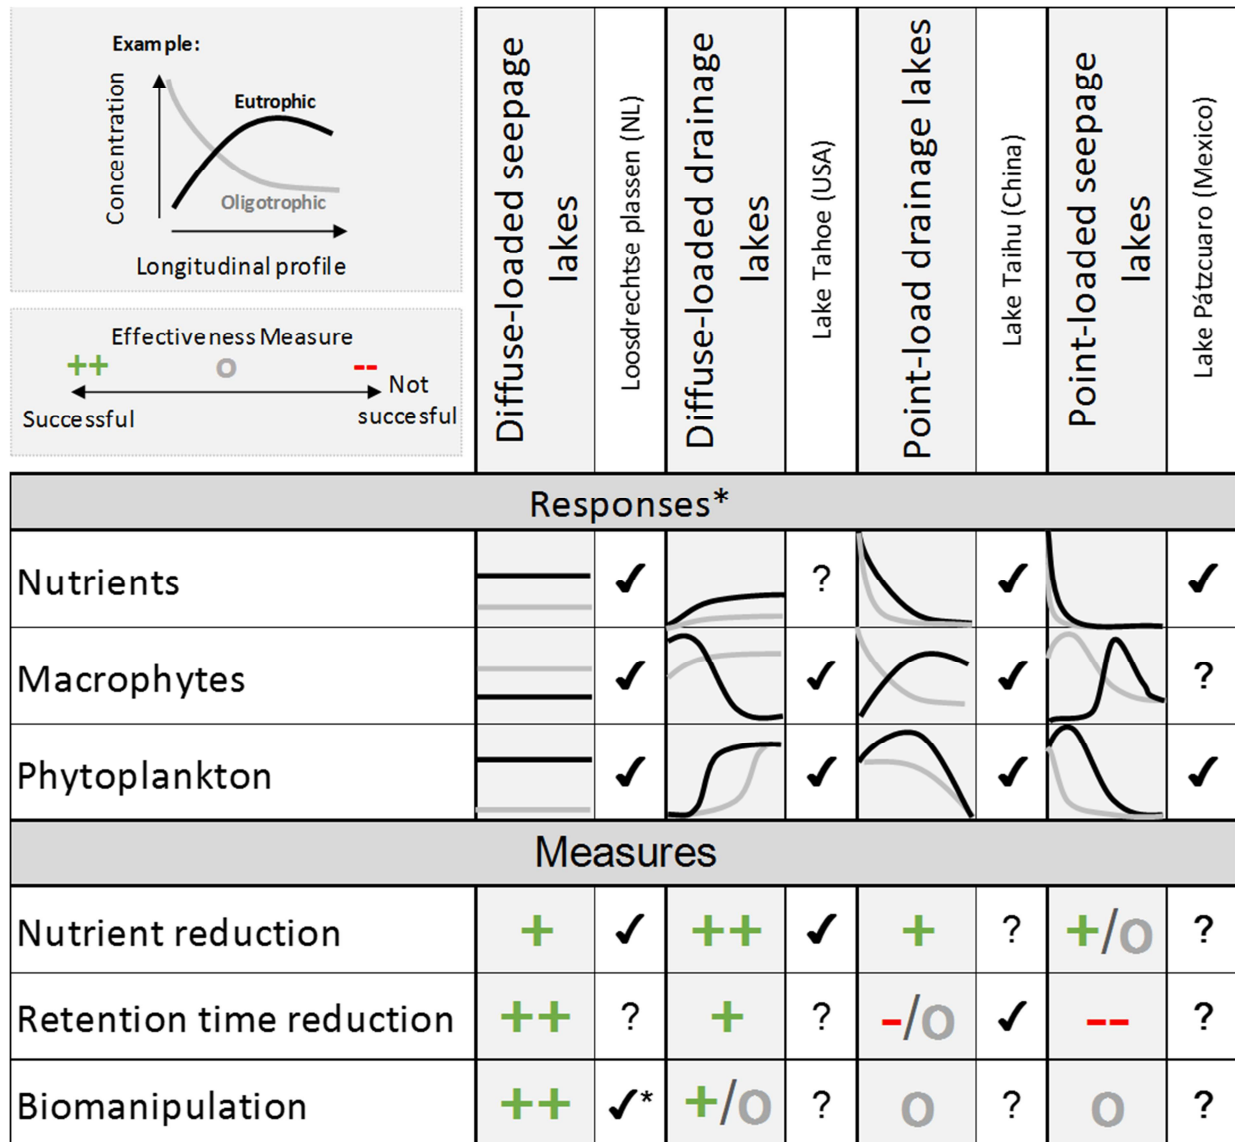 Example:
Concentration
Eutrophic
Oligotrophic
Longitudinal profile
Effectiveness Measure
++ o --
Successful
Not
succesful
Diffuse-loaded seepage
lakes
Loosdrechtse plassen (NL)
Diffuse-loaded drainage
lakes
Lake Tahoe (USA)
Point-load drainage lakes
Lake Taihu (China)
Point-loaded seepage
lakes
Lake Pátzcuaro (Mexico)
Responses*
Nutrients ✔ ? ✔ ✔
Macrophytes ✔ ✔ ✔ ?
Phytoplankton ✔ ✔ ✔ ✔
Measures
Nutrient reduction + ✔ ++ ✔ + ? +/o ?
Retention time reduction ++ ? + ? -/o ✔ -- ?
Biomanipulation ++ ✔* +/o ? o ? o ?